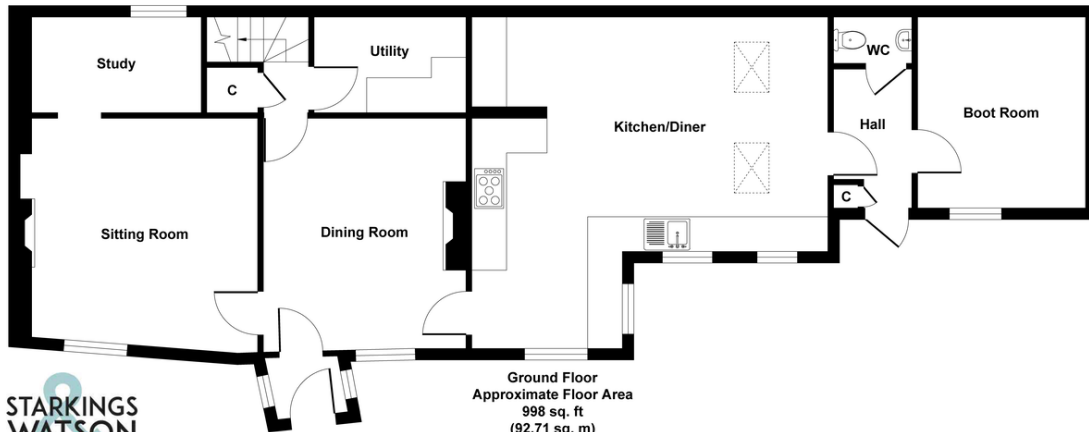 Study
Utility
C
WC
Hall
Boot Room
Kitchen/Diner
C
Sitting Room
Dining Room
Ground Floor
Approximate Floor Area
998 sq. ft
(92.71 sq. m)
STARKINGS
WATSON